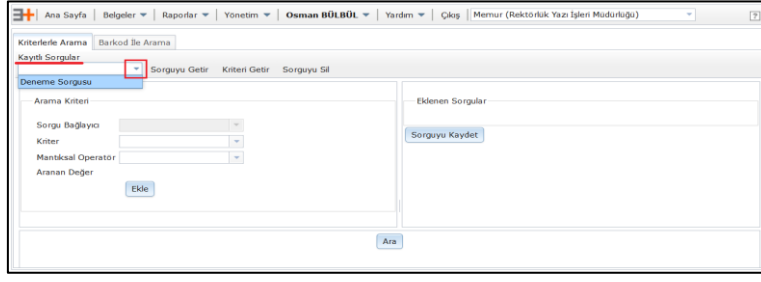 Ana Sayfa | Belgeler | Raporlar | Yönetim | Osman BÜLBÜL | Yardım | Çıkış | Memur (Rektörlük Yazı İşleri Müdürlüğü) ?
Kriterlerle Arama Barkod İle Arama
Kayıtlı Sorgular
Sorguyu Getir Kriteri Getir Sorguyu Sil
Deneme Sorgusu
Arama Kriteri Eklenen Sorgular
Sorgu Bağlayıcı
Sorguyu Kaydet
Kriter
Mantıksal Operatör
Aranan Değer
Ekle
Ara